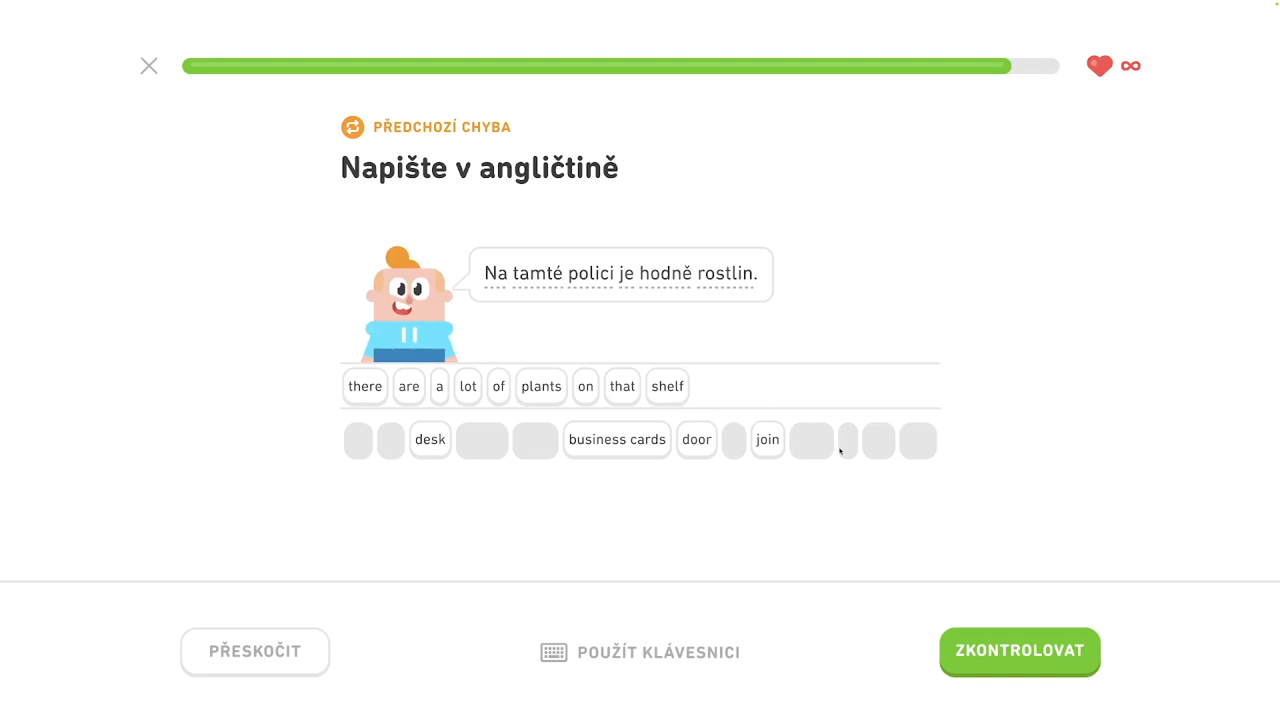 PŘEDCHOZÍ CHYBA
Napište v angličtině
Na tamté polici je hodně rostlin.
there are a lot of plants on that shelf
desk business cards door join
PŘESKOČIT POUŽÍT KLÁVESNICI ZKONTROLOVAT